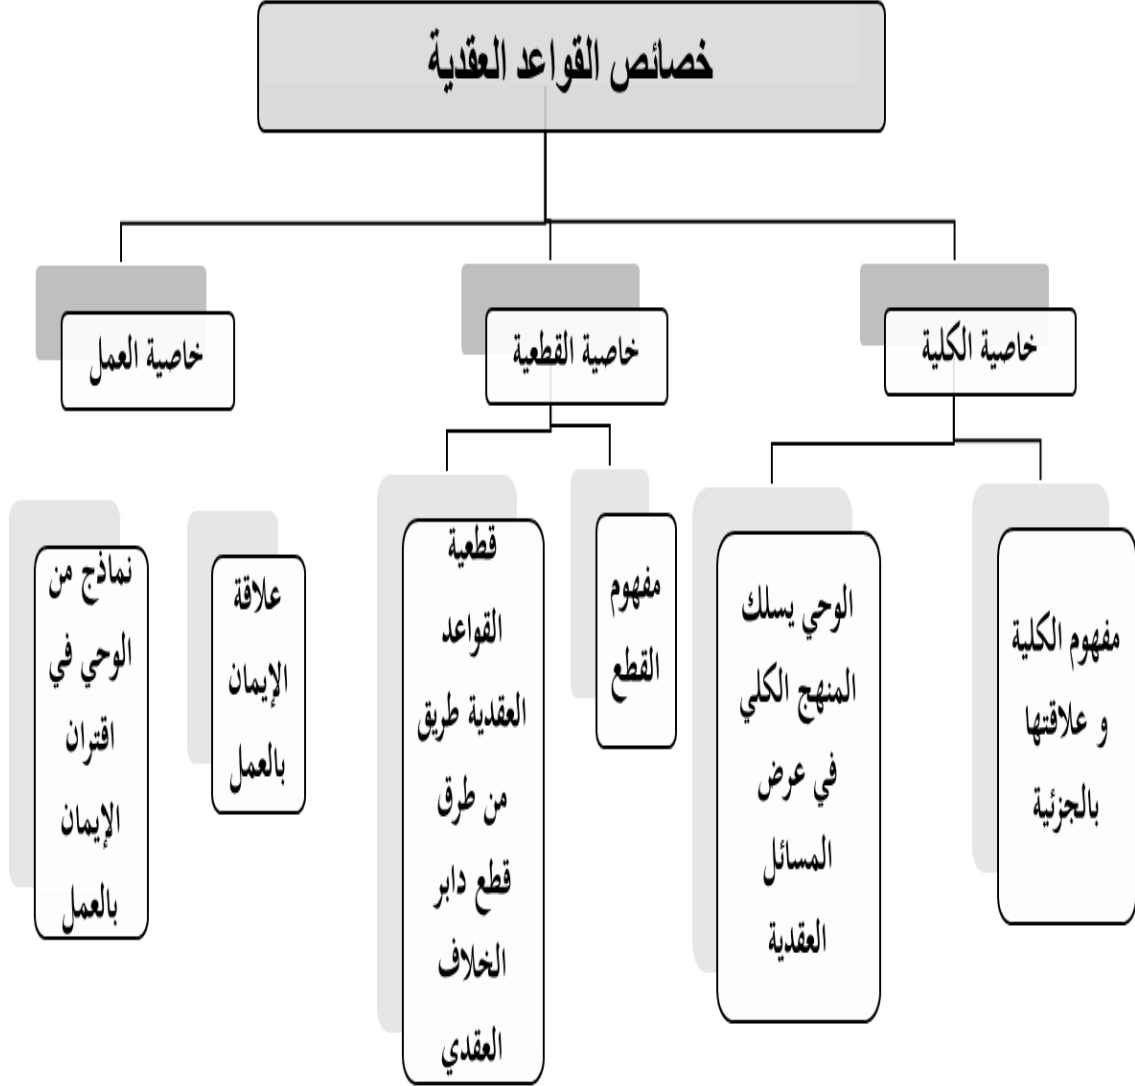 خصائص القواعد العقدية
خاصية الكلية
خاصية القطعية
خاصية العمل
مفهوم الكلية
و علاقتها
بالجزئية
الوحي يسلك
المنهج الكلي
في عرض
المسائل
العقدية
مفهوم
القطع
قطعية
القواعد
العقدية طريق
من طرق
قطع دابر
الخلاف
العقدي
علاقة
الإيمان
بالعمل
نماذج من
الوحي في
اقتران
الإيمان
بالعمل